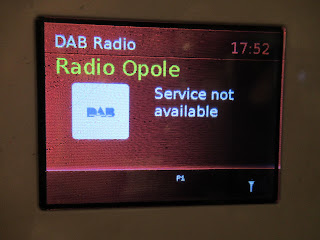 DAB Radio 17:52
Radio Opole
DAB
Service not
available
P1